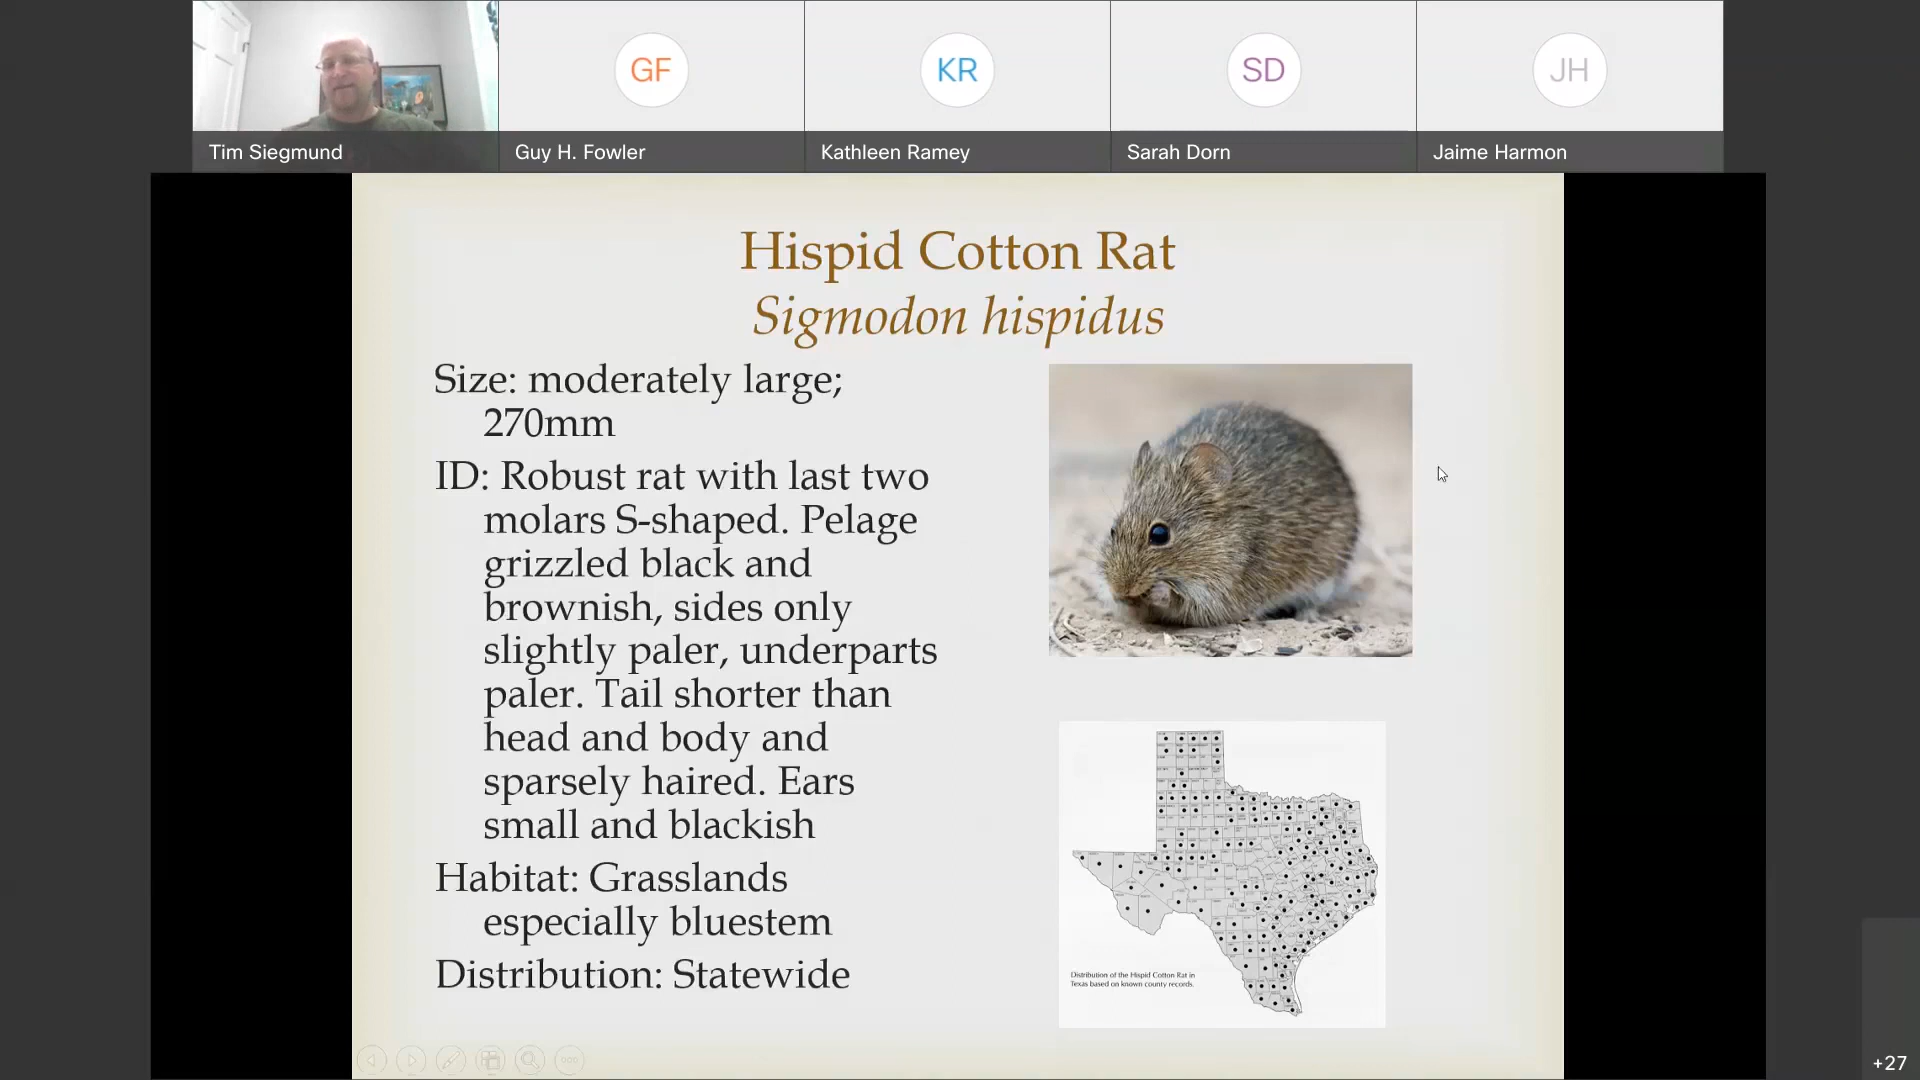 GF
KR
SD
JH
Tim Siegmund
Guy H. Fowler
Kathleen Ramey
Sarah Dorn
Jaime Harmon
Hispid Cotton Rat
Sigmodon hispidus
Size: moderately large;
270mm
ID: Robust rat with last two
molars S-shaped. Pelage
grizzled black and
brownish, sides only
slightly paler, underparts
paler. Tail shorter than
head and body and
sparsely haired. Ears
small and blackish
Habitat: Grasslands
especially bluestem
Distribution: Statewide
Distribution of the Hispid Cotton Rat in
Texas based on known county records.
+27